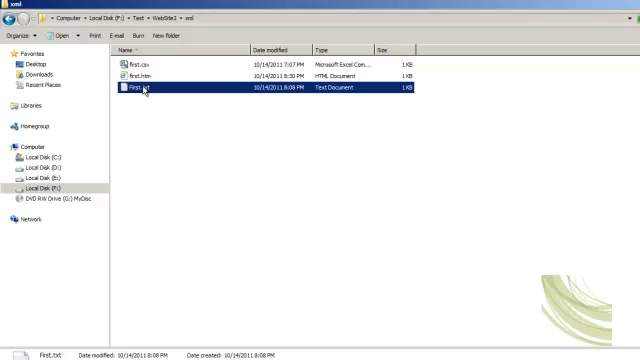 xml
Computer ▸ Local Disk (F:) ▸ Test ▸ WebSite2 ▸ xml
Organize Open Print E-mail Burn New folder
Name Date modified Type Size
Favorites
Desktop
Downloads
Recent Places
Libraries
Homegroup
Computer
Local Disk (C:)
Local Disk (D:)
Local Disk (E:)
Local Disk (F:)
DVD RW Drive (G:) MyDisc
Network
first.csv 10/14/2011 7:07 PM Microsoft Excel Com... 1 KB
first.htm 10/14/2011 8:30 PM HTML Document 1 KB
First.txt 10/14/2011 8:08 PM Text Document 1 KB
First.txt Date modified: 10/14/2011 8:08 PM Date created: 10/14/2011 8:08 PM